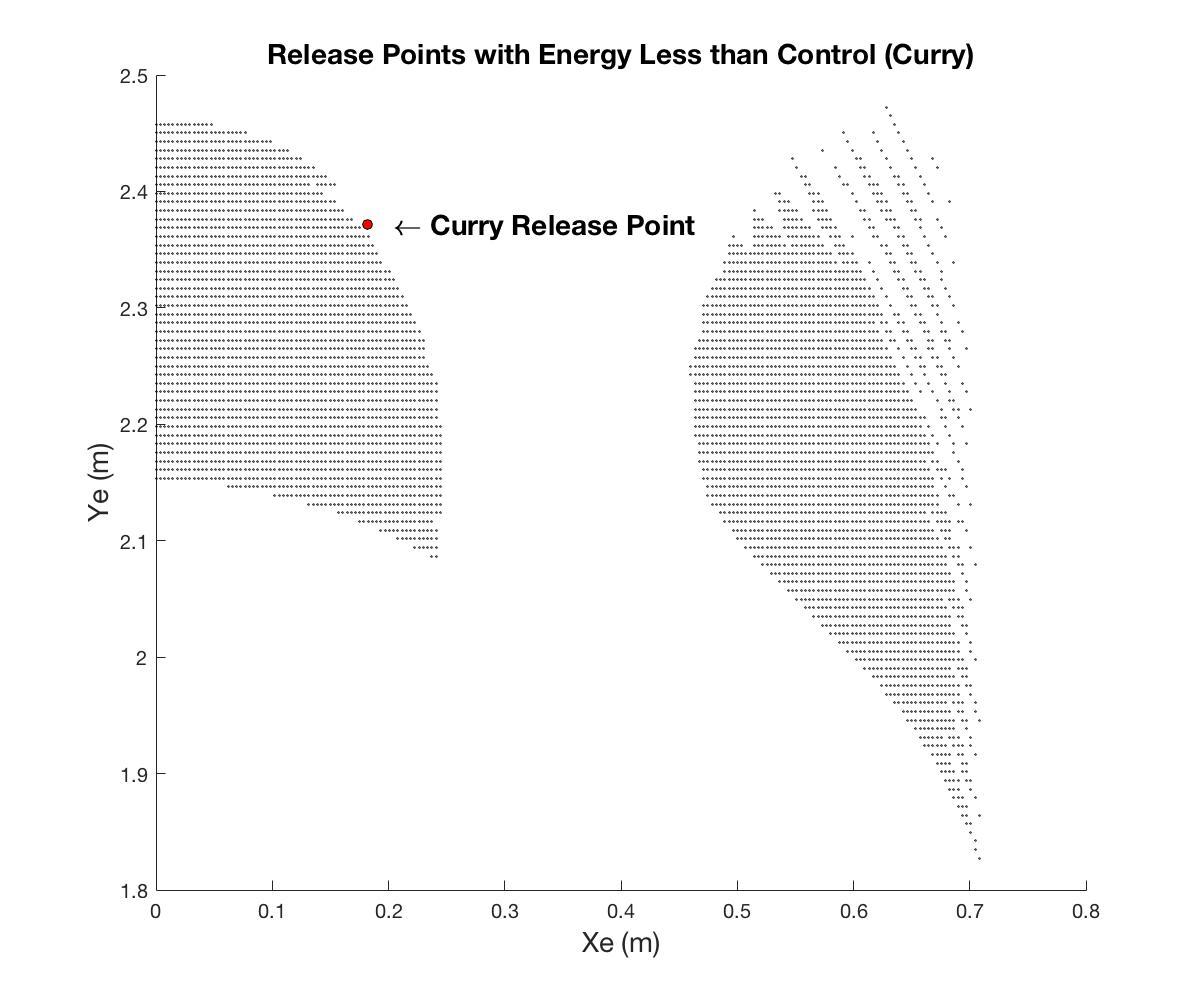 Release Points with Energy Less than Control (Curry)
2.5
2.4
← Curry Release Point
2.3
2.2
Ye (m)
2.1
2
1.9
1.8
0 0.1 0.2 0.3 0.4 0.5 0.6 0.7 0.8
Xe (m)